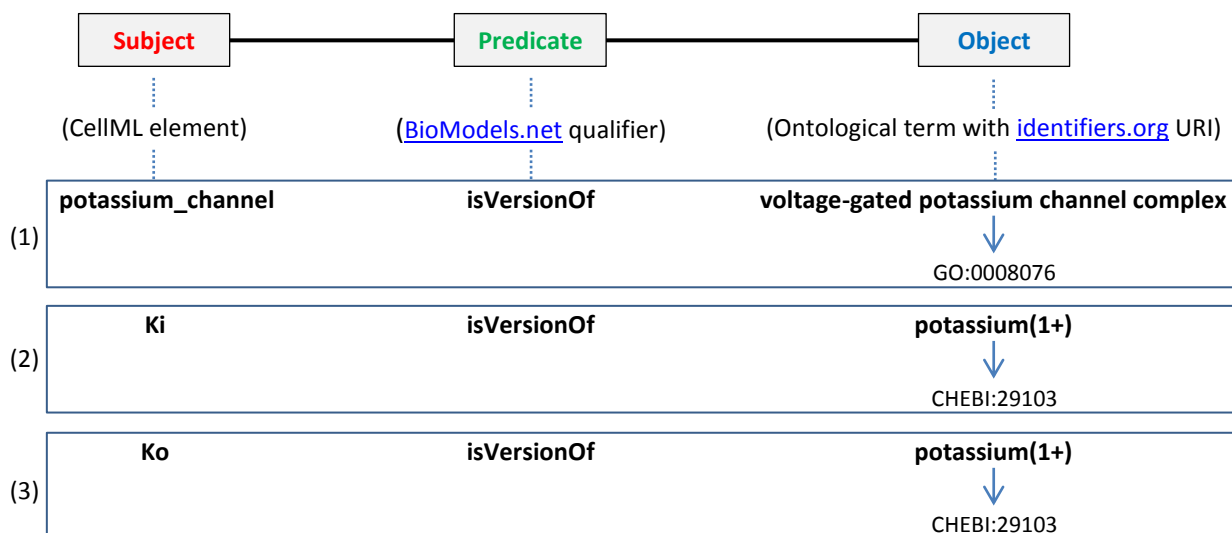 Subject Predicate Object
(CellML element) (BioModels.net qualifier) (Ontological term with identifiers.org URI)
potassium_channel isVersionOf voltage-gated potassium channel complex
(1)
GO:0008076
Ki isVersionOf potassium(1+)
(2)
CHEBI:29103
Ko isVersionOf potassium(1+)
(3)
CHEBI:29103